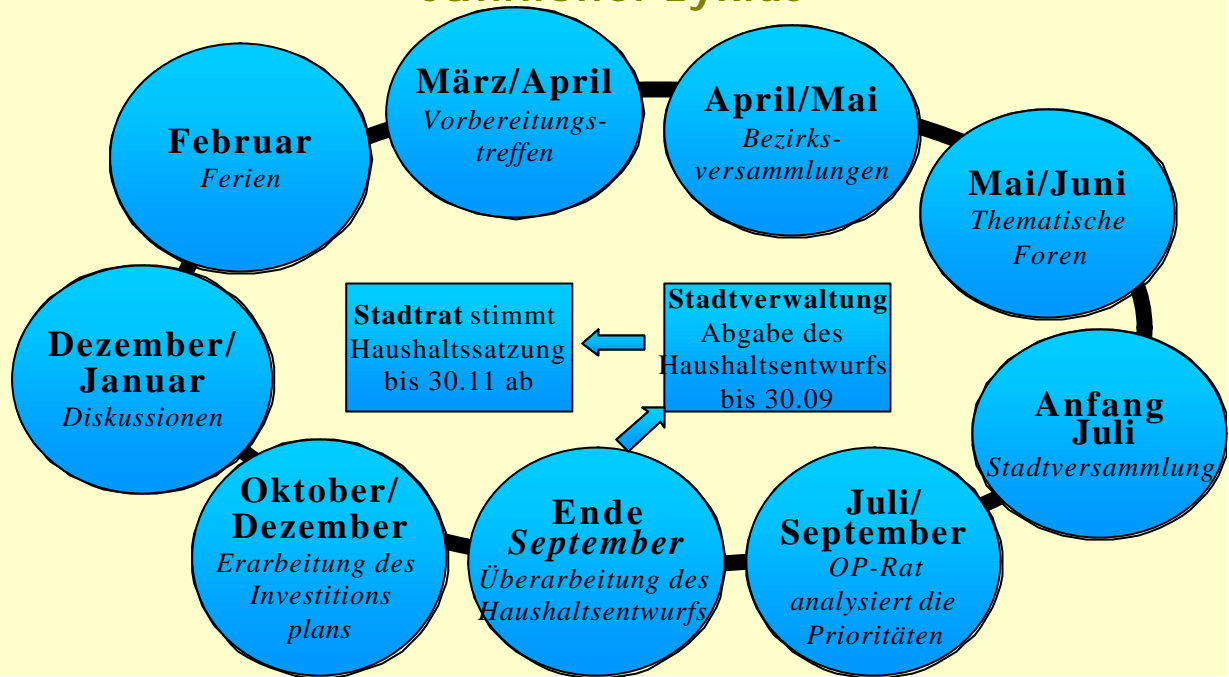 Februar
Ferien
März/April
Vorbereitungs-
treffen
April/Mai
Bezirks-
versammlungen
Mai/Juni
Thematische
Foren
Anfang
Juli
Stadtversammlung
Juli/
September
OP-Rat
analysiert die
Prioritäten
Ende
September
Überarbeitung des
Haushaltsentwurfs
Oktober/
Dezember
Erarbeitung des
Investitions
plans
Dezember/
Januar
Diskussionen
Stadtrat stimmt
Haushaltssatzung
bis 30.11 ab
Stadtverwaltung
Abgabe des
Haushaltsentwurfs
bis 30.09